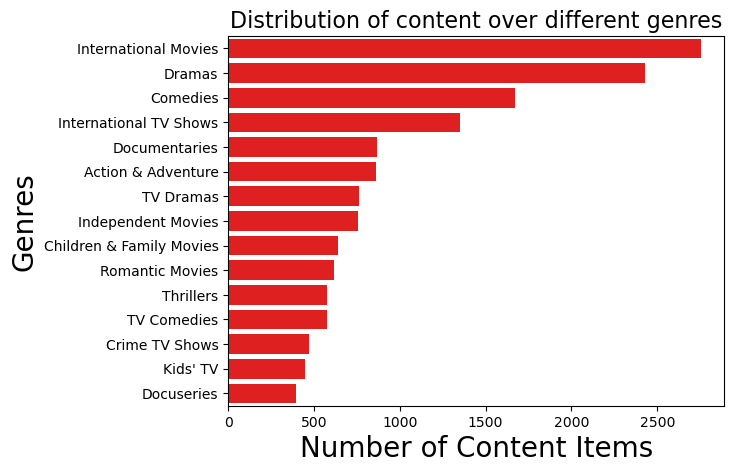 Distribution of content over different genres
Genres
International Movies
Dramas
Comedies
International TV Shows
Documentaries
Action & Adventure
TV Dramas
Independent Movies
Children & Family Movies
Romantic Movies
Thrillers
TV Comedies
Crime TV Shows
Kids' TV
Docuseries
0 500 1000 1500 2000 2500
Number of Content Items